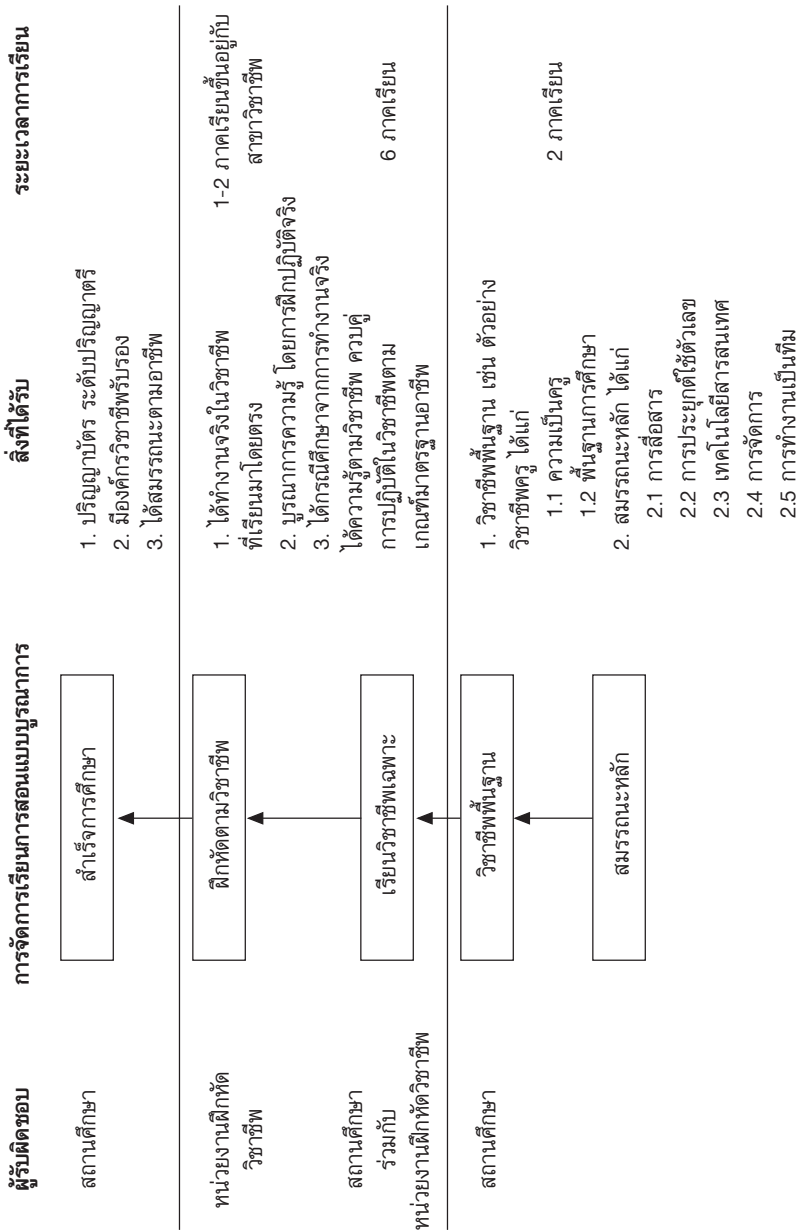 ผู้รับผิดชอบ
การจัดการเรียนการสอนแบบบูรณาการ
สิ่งที่ได้รับ
ระยะเวลาการเรียน
สถานศึกษา
สำเร็จการศึกษา
1. ปริญญาบัตร ระดับปริญญาตรี
2. มีองค์กรวิชาชีพรับรอง
3. ได้สมรรถนะตามอาชีพ
หน่วยงานฝึกหัด
วิชาชีพ
ฝึกหัดตามวิชาชีพ
1. ได้ทำงานจริงในวิชาชีพ
ที่เรียนมาโดยตรง
2. บูรณาการความรู้ โดยการฝึกปฏิบัติจริง
3. ได้กรณีศึกษาจากการทำงานจริง
1-2 ภาคเรียนขึ้นอยู่กับ
สาขาวิชาชีพ
สถานศึกษา
ร่วมกับ
หน่วยงานฝึกหัดวิชาชีพ
เรียนวิชาชีพเฉพาะ
ได้ความรู้ตามวิชาชีพ ควบคู่
การปฏิบัติในวิชาชีพตาม
เกณฑ์มาตรฐานอาชีพ
6 ภาคเรียน
สถานศึกษา
วิชาชีพพื้นฐาน
สมรรถนะหลัก
1. วิชาชีพพื้นฐาน เช่น ตัวอย่าง
วิชาชีพครู ได้แก่
1.1 ความเป็นครู
1.2 พื้นฐานการศึกษา
2. สมรรถนะหลัก ได้แก่
2.1 การสื่อสาร
2.2 การประยุกต์ใช้ตัวเลข
2.3 เทคโนโลยีสารสนเทศ
2.4 การจัดการ
2.5 การทำงานเป็นทีม
2 ภาคเรียน